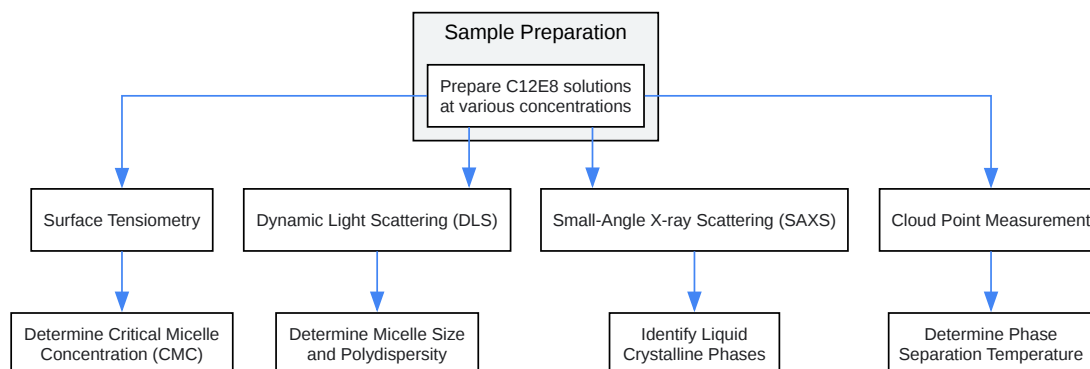 Sample Preparation
Prepare C12E8 solutions
at various concentrations
Surface Tensiometry
Dynamic Light Scattering (DLS)
Small-Angle X-ray Scattering (SAXS)
Cloud Point Measurement
Determine Critical Micelle
Concentration (CMC)
Determine Micelle Size
and Polydispersity
Identify Liquid
Crystalline Phases
Determine Phase
Separation Temperature